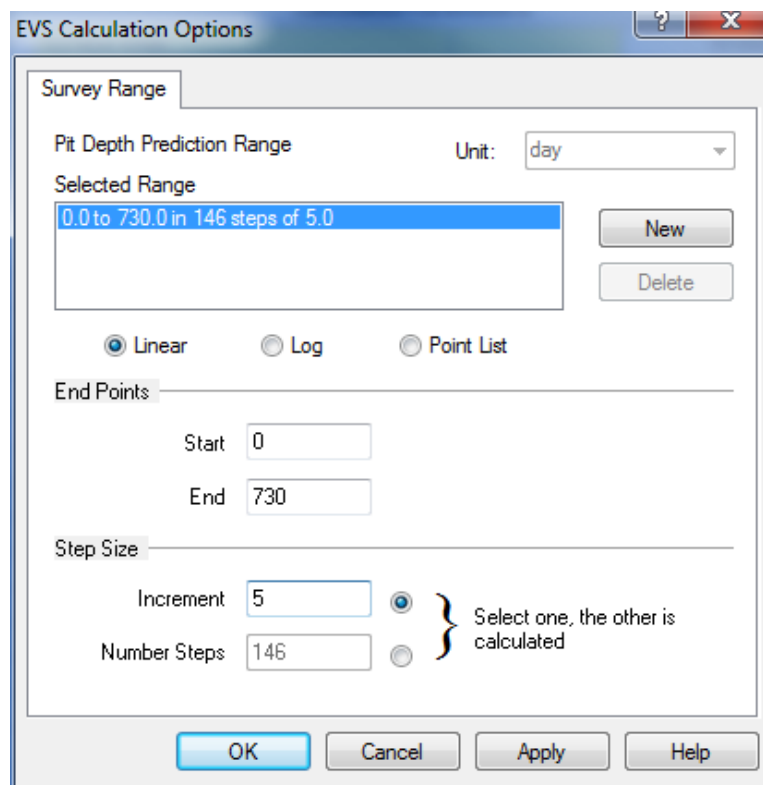 EVS Calculation Options
? X
Survey Range
Pit Depth Prediction Range
Unit: day
Selected Range
0.0 to 730.0 in 146 steps of 5.0
New
Delete
Linear Log Point List
End Points
Start 0
End 730
Step Size
Increment 5
Number Steps 146
} Select one, the other is
calculated
OK Cancel Apply Help